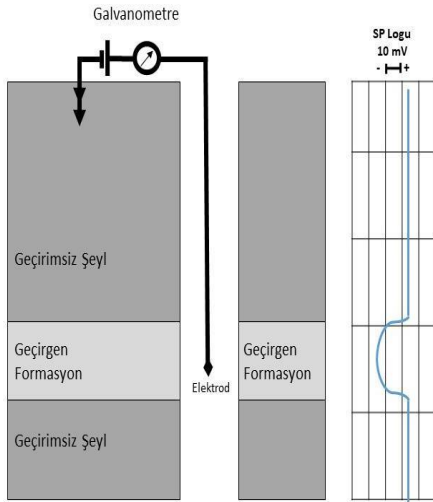 Galvanometre
SP Logu
10 mV
- +
Geçirimsiz Şeyl
Geçirgen
Formasyon
Elektrod
Geçirgen
Formasyon
Geçirimsiz Şeyl